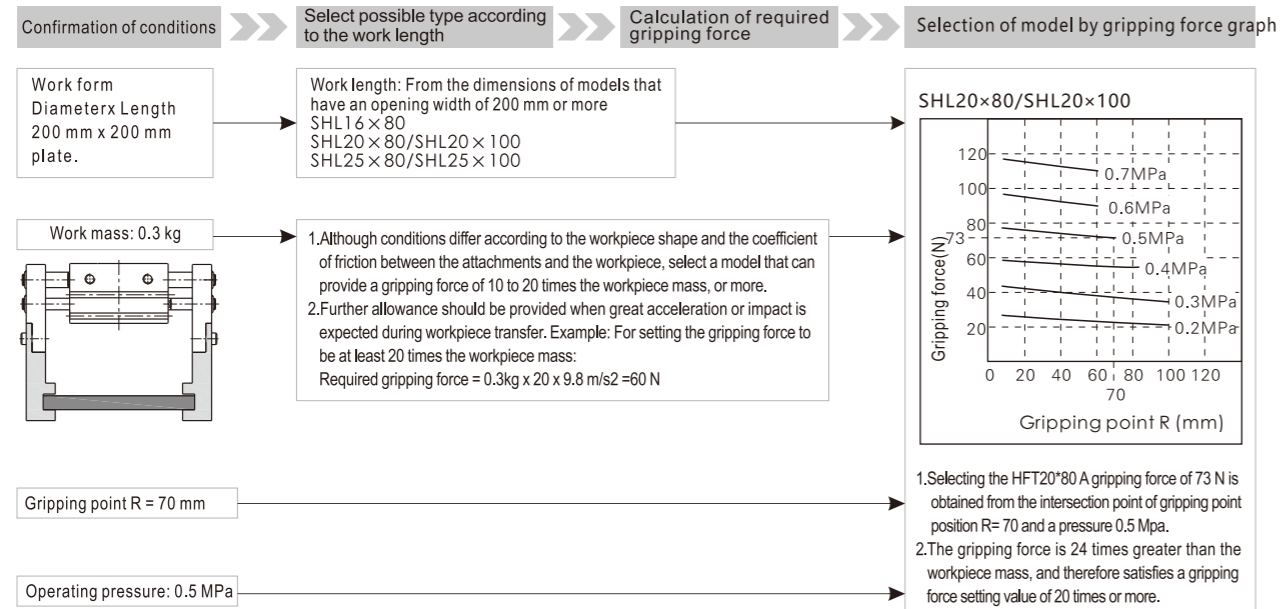 Confirmation of conditions
Select possible type according
to the work length
Calculation of required
gripping force
Selection of model by gripping force graph
Work form
Diameterx Length
200 mm x 200 mm
plate.
Work length: From the dimensions of models that
have an opening width of 200 mm or more
SHL16×80
SHL20×80/SHL20×100
SHL25×80/SHL25×100
Work mass: 0.3 kg
1.Although conditions differ according to the workpiece shape and the coefficient
of friction between the attachments and the workpiece, select a model that can
provide a gripping force of 10 to 20 times the workpiece mass, or more.
2.Further allowance should be provided when great acceleration or impact is
expected during workpiece transfer. Example: For setting the gripping force to
be at least 20 times the workpiece mass:
Required gripping force = 0.3kg x 20 x 9.8 m/s2 =60 N
Gripping point R = 70 mm
Operating pressure: 0.5 MPa
SHL20×80/SHL20×100
Gripping force(N)
120
100
80
73
60
40
20
0.7MPa
0.6MPa
0.5MPa
0.4MPa
0.3MPa
0.2MPa
0 20 40 60 80 100 120
70
Gripping point R (mm)
1.Selecting the HFT20*80 A gripping force of 73 N is
obtained from the intersection point of gripping point
position R= 70 and a pressure 0.5 Mpa.
2.The gripping force is 24 times greater than the
workpiece mass, and therefore satisfies a gripping
force setting value of 20 times or more.